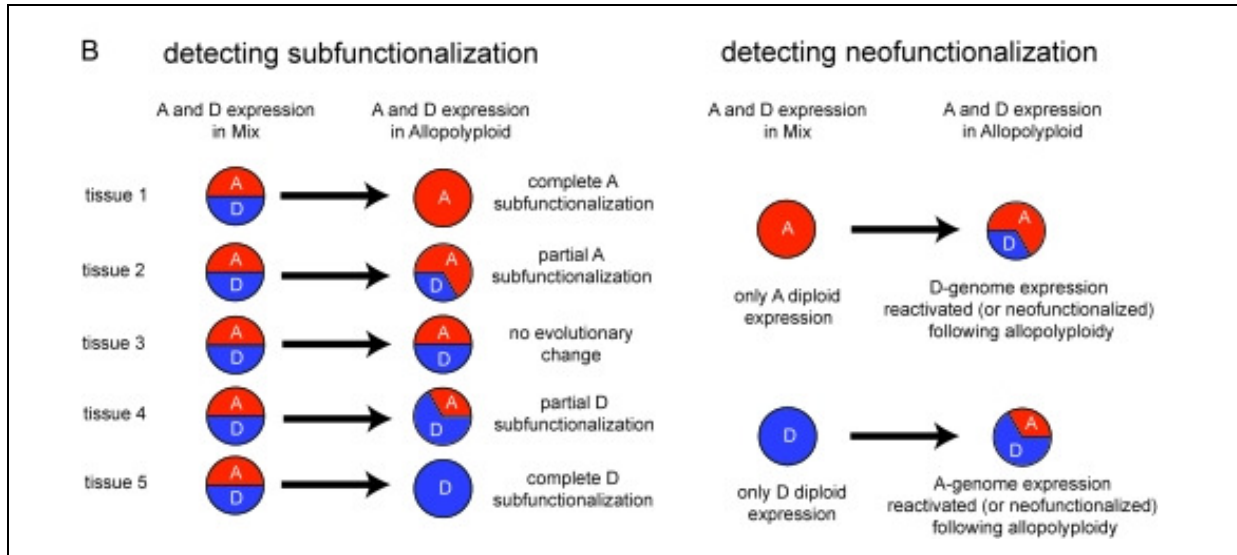 B
detecting subfunctionalization
A and D expression
in Mix
A and D expression
in Allopolyploid
tissue 1
A
D
A
complete A
subfunctionalization
tissue 2
A
D
A
D
partial A
subfunctionalization
tissue 3
A
D
A
D
no evolutionary
change
tissue 4
A
D
A
D
partial D
subfunctionalization
tissue 5
A
D
D
complete D
subfunctionalization
detecting neofunctionalization
A and D expression
in Mix
A and D expression
in Allopolyploid
A
A
D
only A diploid
expression
D-genome expression
reactivated (or neofunctionalized)
following allopolyploidy
D
A
D
only D diploid
expression
A-genome expression
reactivated (or neofunctionalized)
following allopolyploidy